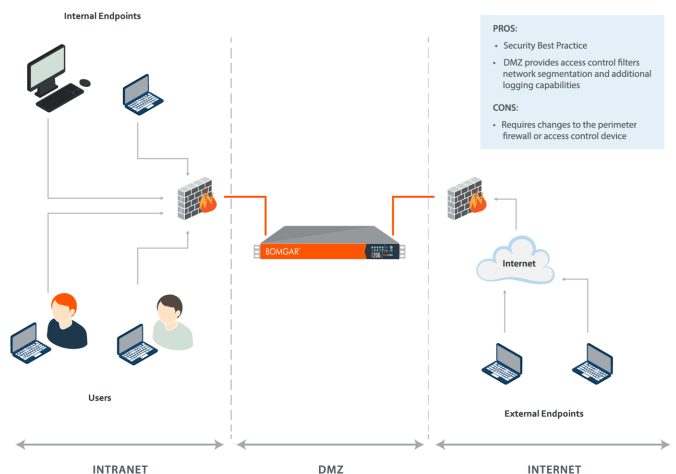 Internal Endpoints
PROS:
• Security Best Practice
• DMZ provides access control filters
network segmentation and additional
logging capabilities
CONS:
• Requires changes to the perimeter
firewall or access control device
BOMGAR™
Internet
Users
External Endpoints
INTRANET
DMZ
INTERNET